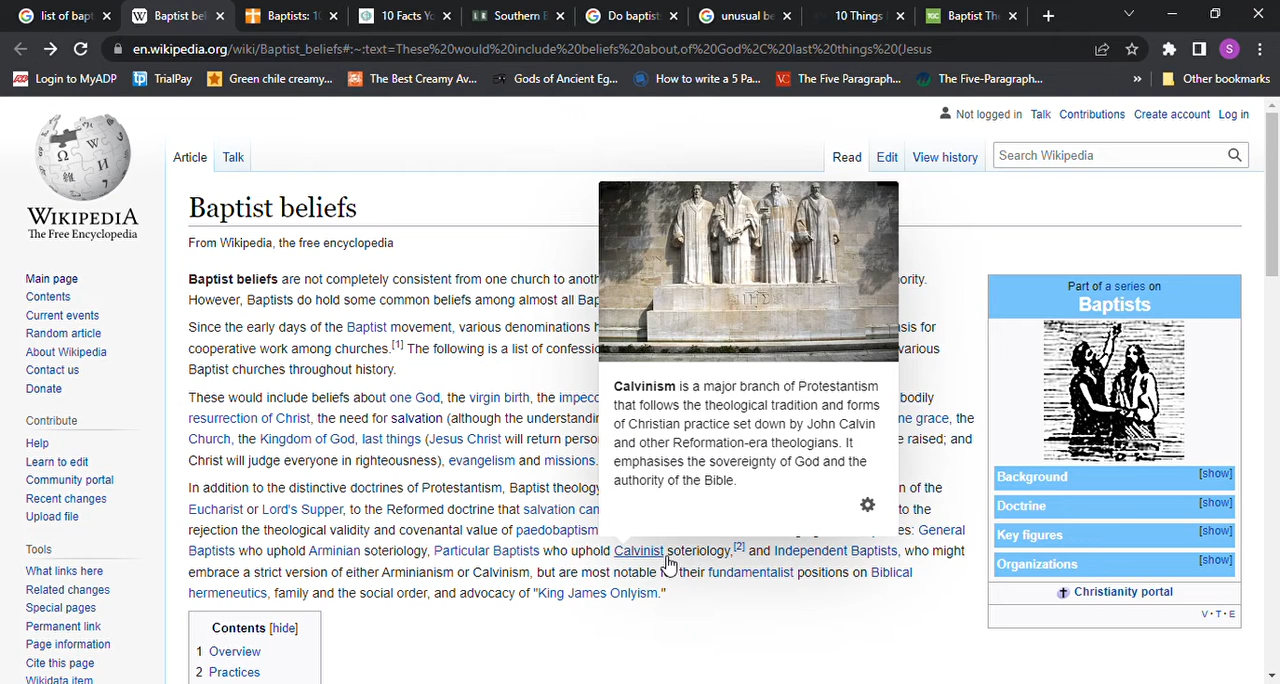 list of bapt
Baptist bel
Baptists: 1
10 Facts Yo
Southern B
Do baptist
unusual be
10 Things
Baptist The
en.wikipedia.org/wiki/Baptist_beliefs#:~:text=These%20would%20include%20beliefs%20about,of%20God%2C%20last%20things%20(Jesus
S
Login to MyADP
TrialPay
Green chile creamy...
The Best Creamy Av...
Gods of Ancient Eg...
How to write a 5 Pa...
The Five Paragraph...
The Five-Paragraph...
»
Other bookmarks
Not logged in Talk Contributions Create account Log in
Article Talk
Read Edit View history
Search Wikipedia
WIKIPEDIA
The Free Encyclopedia
Main page
Contents
Current events
Random article
About Wikipedia
Contact us
Donate
Contribute
Help
Learn to edit
Community portal
Recent changes
Upload file
Tools
What links here
Related changes
Special pages
Permanent link
Page information
Cite this page
Wikidata item
Baptist beliefs
From Wikipedia, the free encyclopedia
Baptist beliefs are not completely consistent from one church to anoth ority.
However, Baptists do hold some common beliefs among almost all Bap
Since the early days of the Baptist movement, various denominations h sis for
cooperative work among churches.[1] The following is a list of confessio various
Baptist churches throughout history.
These would include beliefs about one God, the virgin birth, the impecc bodily
resurrection of Christ, the need for salvation (although the understandin e grace, the
Church, the Kingdom of God, last things (Jesus Christ will return person e raised; and
Christ will judge everyone in righteousness), evangelism and missions.
In addition to the distinctive doctrines of Protestantism, Baptist theology n of the
Eucharist or Lord's Supper, to the Reformed doctrine that salvation can to the
rejection the theological validity and covenantal value of paedobaptism es: General
Baptists who uphold Arminian soteriology, Particular Baptists who uphold Calvinist soteriology,[2] and Independent Baptists, who might
embrace a strict version of either Arminianism or Calvinism, but are most notable their fundamentalist positions on Biblical
hermeneutics, family and the social order, and advocacy of "King James Onlyism."
Contents [hide]
1 Overview
2 Practices
Calvinism is a major branch of Protestantism
that follows the theological tradition and forms
of Christian practice set down by John Calvin
and other Reformation-era theologians. It
emphasises the sovereignty of God and the
authority of the Bible.
Part of a series on
Baptists
Background [show]
Doctrine [show]
Key figures [show]
Organizations [show]
Christianity portal
V·T·E